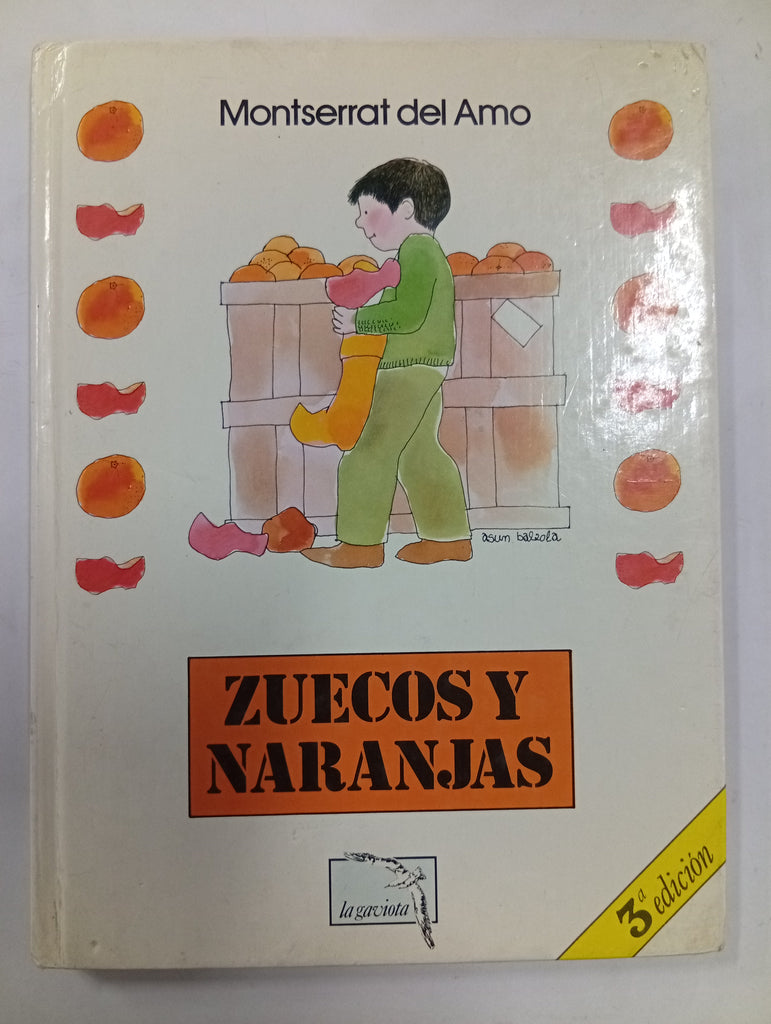 Montserrat del Amo
asun balzola
ZUECOS Y
NARANJAS
la gaviota
3ª edición